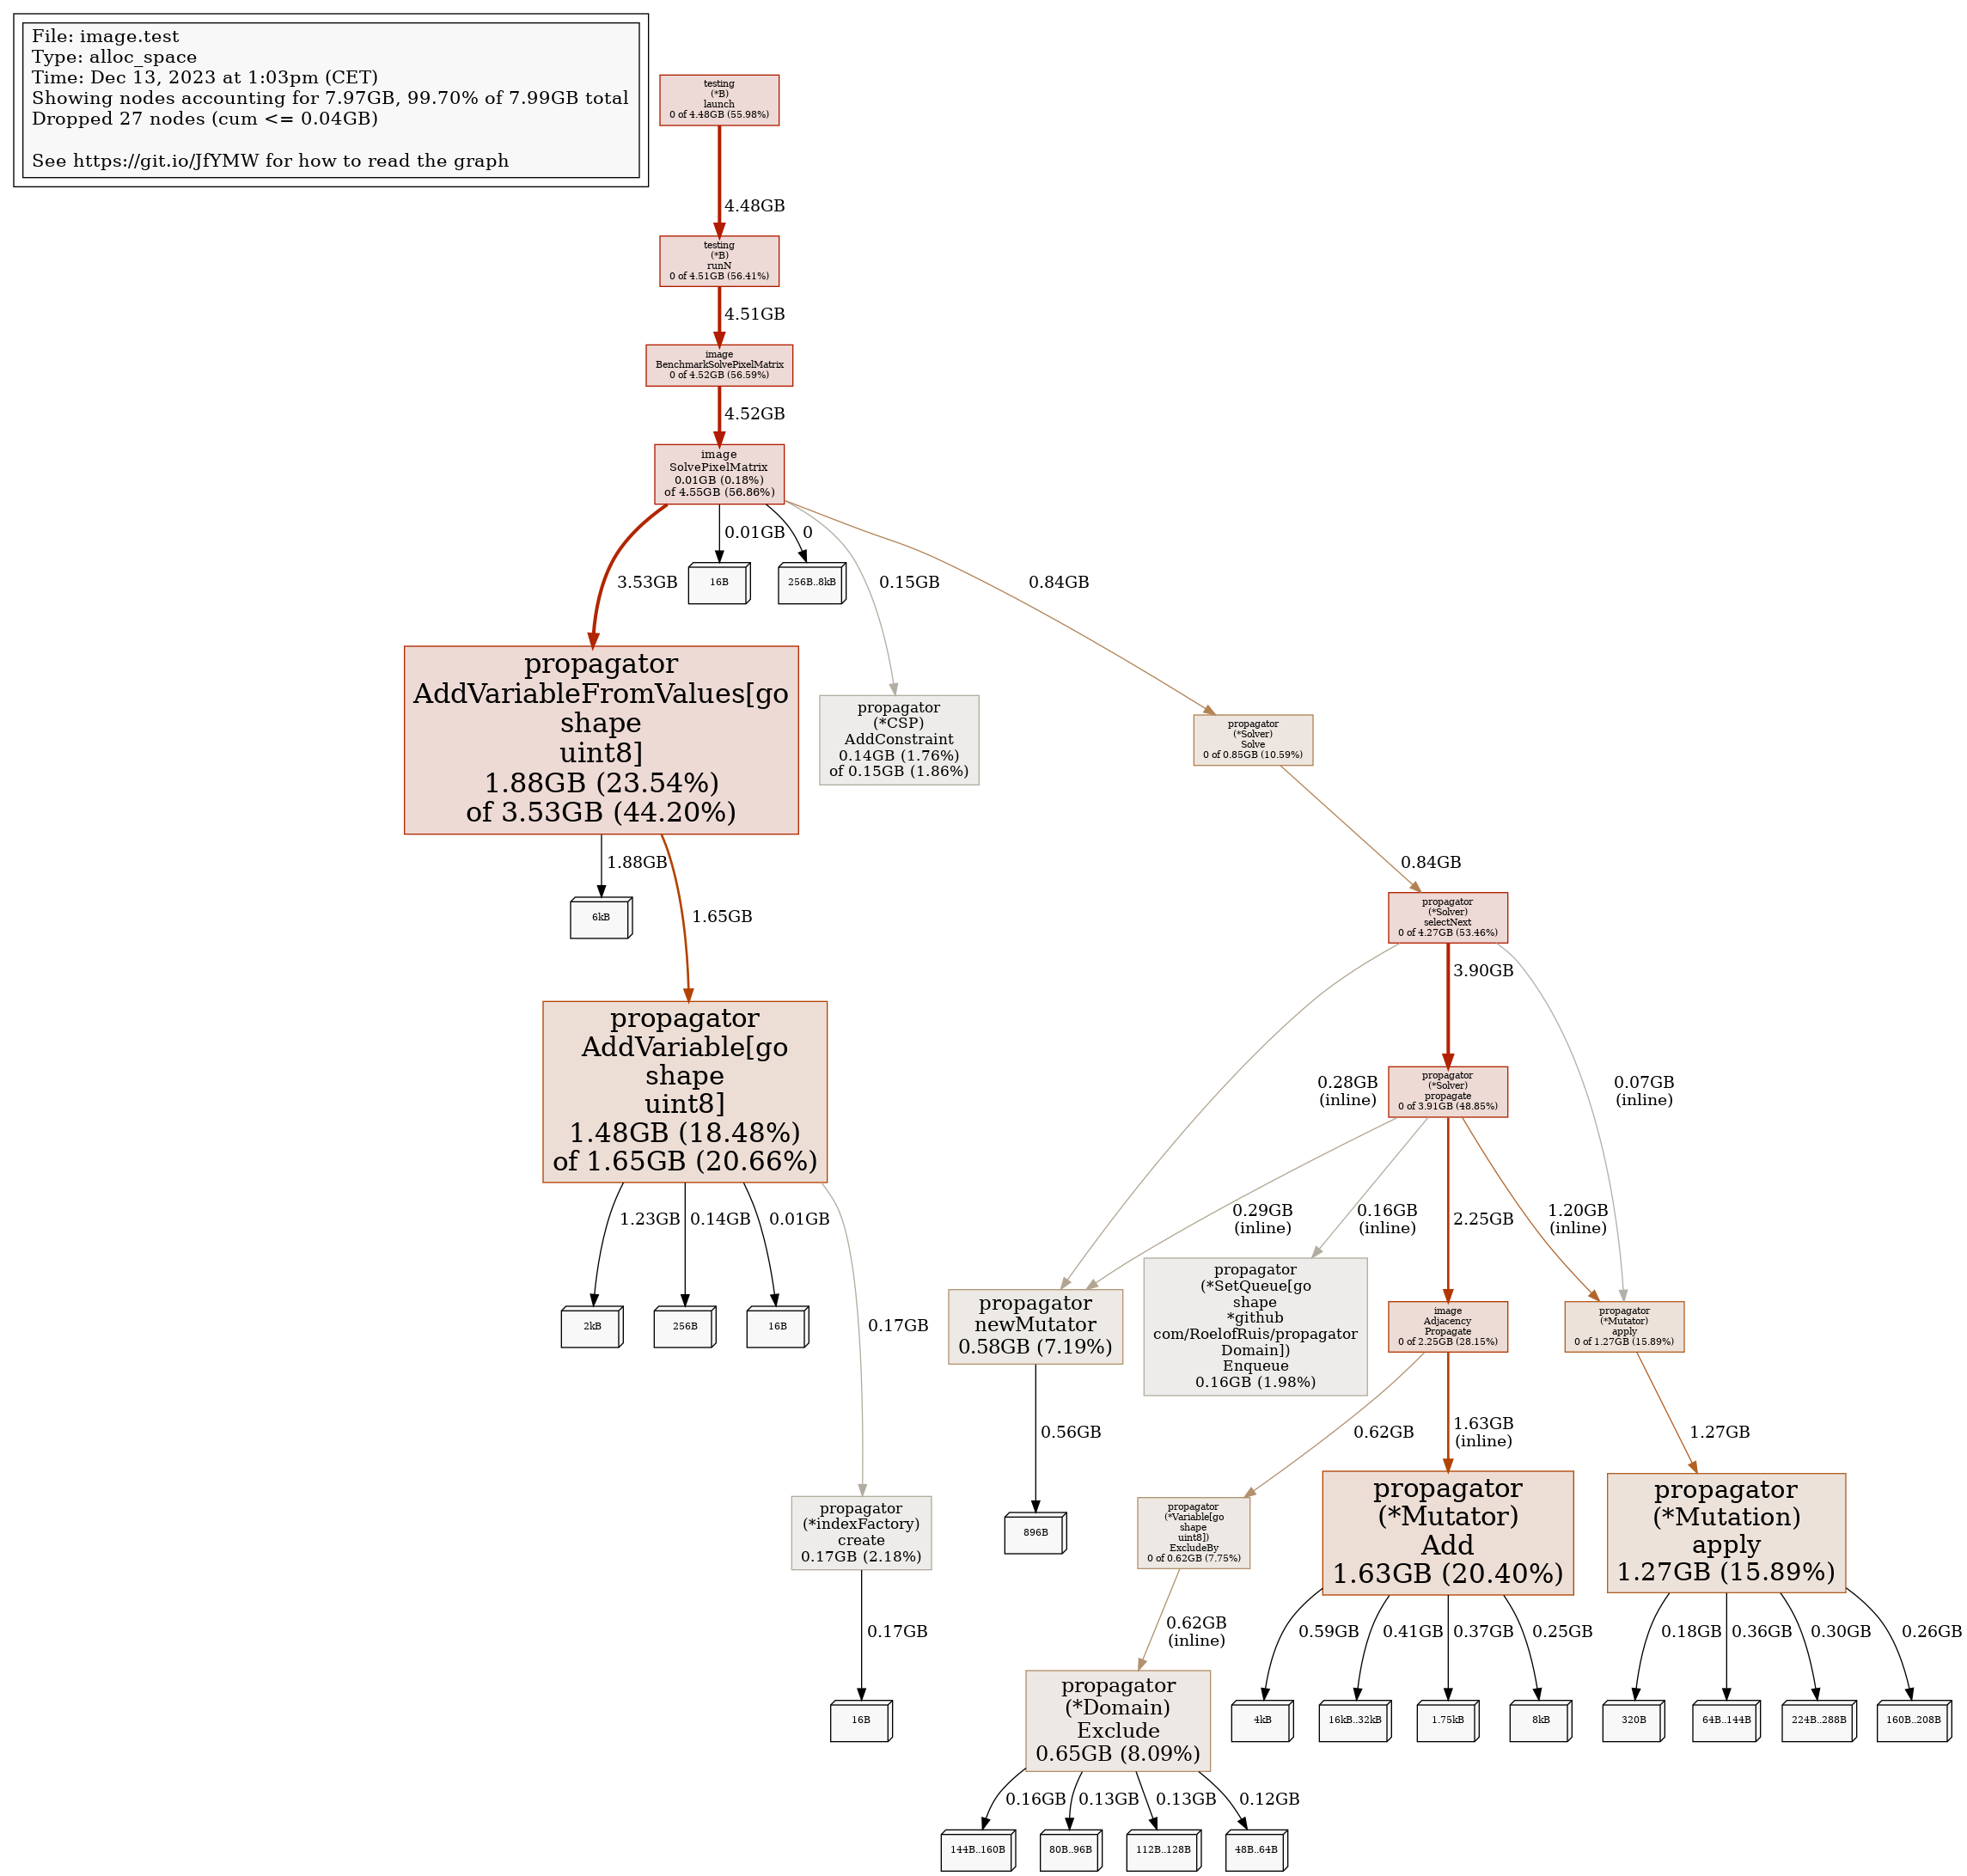 File: image.test
Type: alloc_space
Time: Dec 13, 2023 at 1:03pm (CET)
Showing nodes accounting for 7.97GB, 99.70% of 7.99GB total
Dropped 27 nodes (cum <= 0.04GB)
See https://git.io/JfYMW for how to read the graph
testing
(*B)
launch
0 of 4.48GB (55.98%)
4.48GB
testing
(*B)
runN
0 of 4.51GB (56.41%)
4.51GB
image
BenchmarkSolvePixelMatrix
0 of 4.52GB (56.59%)
4.52GB
image
SolvePixelMatrix
0.01GB (0.18%)
of 4.55GB (56.86%)
3.53GB
0.01GB
0
0.15GB
0.84GB
16B
256B..8kB
propagator
AddVariableFromValues[go
shape
uint8]
1.88GB (23.54%)
of 3.53GB (44.20%)
propagator
(*CSP)
AddConstraint
0.14GB (1.76%)
of 0.15GB (1.86%)
propagator
(*Solver)
Solve
0 of 0.85GB (10.59%)
1.88GB
1.65GB
0.84GB
6kB
propagator
(*Solver)
selectNext
0 of 4.27GB (53.46%)
3.90GB
0.28GB
(inline)
0.07GB
(inline)
propagator
AddVariable[go
shape
uint8]
1.48GB (18.48%)
of 1.65GB (20.66%)
propagator
(*Solver)
propagate
0 of 3.91GB (48.85%)
1.23GB
0.14GB
0.01GB
0.17GB
0.29GB
(inline)
0.16GB
(inline)
2.25GB
1.20GB
(inline)
2kB
256B
16B
propagator
newMutator
0.58GB (7.19%)
propagator
(*SetQueue[go
shape
*github
com/RoelofRuis/propagator
Domain])
Enqueue
0.16GB (1.98%)
image
Adjacency
Propagate
0 of 2.25GB (28.15%)
propagator
(*Mutator)
apply
0 of 1.27GB (15.89%)
0.56GB
0.62GB
1.63GB
(inline)
1.27GB
propagator
(*indexFactory)
create
0.17GB (2.18%)
896B
propagator
(*Variable[go
shape
uint8])
ExcludeBy
0 of 0.62GB (7.75%)
propagator
(*Mutator)
Add
1.63GB (20.40%)
propagator
(*Mutation)
apply
1.27GB (15.89%)
0.17GB
0.62GB
(inline)
0.59GB
0.41GB
0.37GB
0.25GB
0.18GB
0.36GB
0.30GB
0.26GB
16B
propagator
(*Domain)
Exclude
0.65GB (8.09%)
4kB
16kB..32kB
1.75kB
8kB
320B
64B..144B
224B..288B
160B..208B
0.16GB
0.13GB
0.13GB
0.12GB
144B..160B
80B..96B
112B..128B
48B..64B